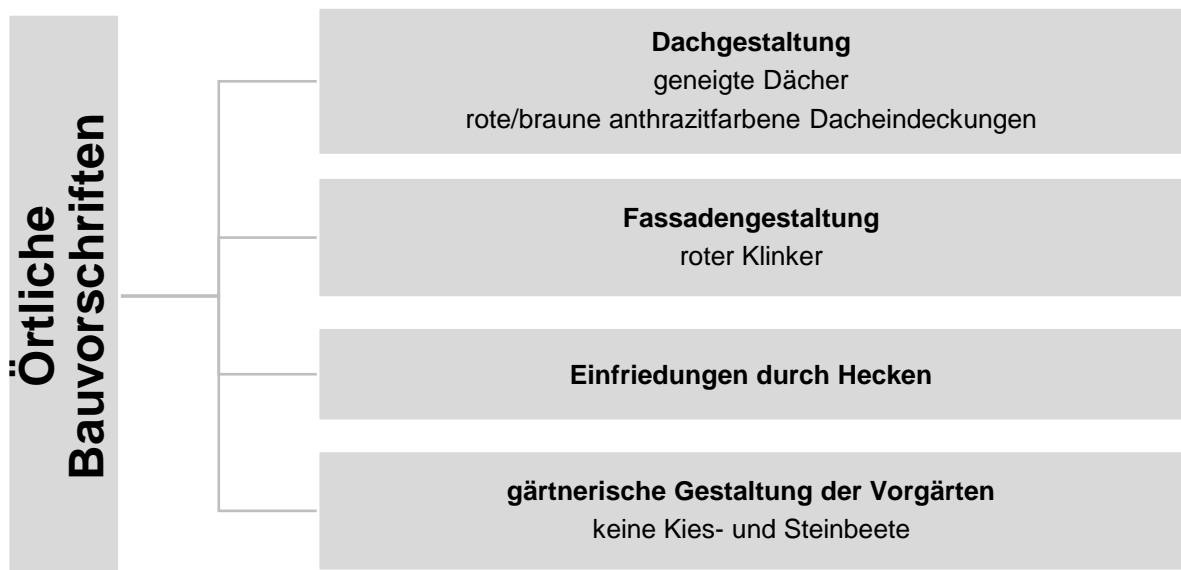 Örtliche
Bauvorschriften
Dachgestaltung
geneigte Dächer
rote/braune anthrazitfarbene Dacheindeckungen
Fassadengestaltung
roter Klinker
Einfriedungen durch Hecken
gärtnerische Gestaltung der Vorgärten
keine Kies- und Steinbeete